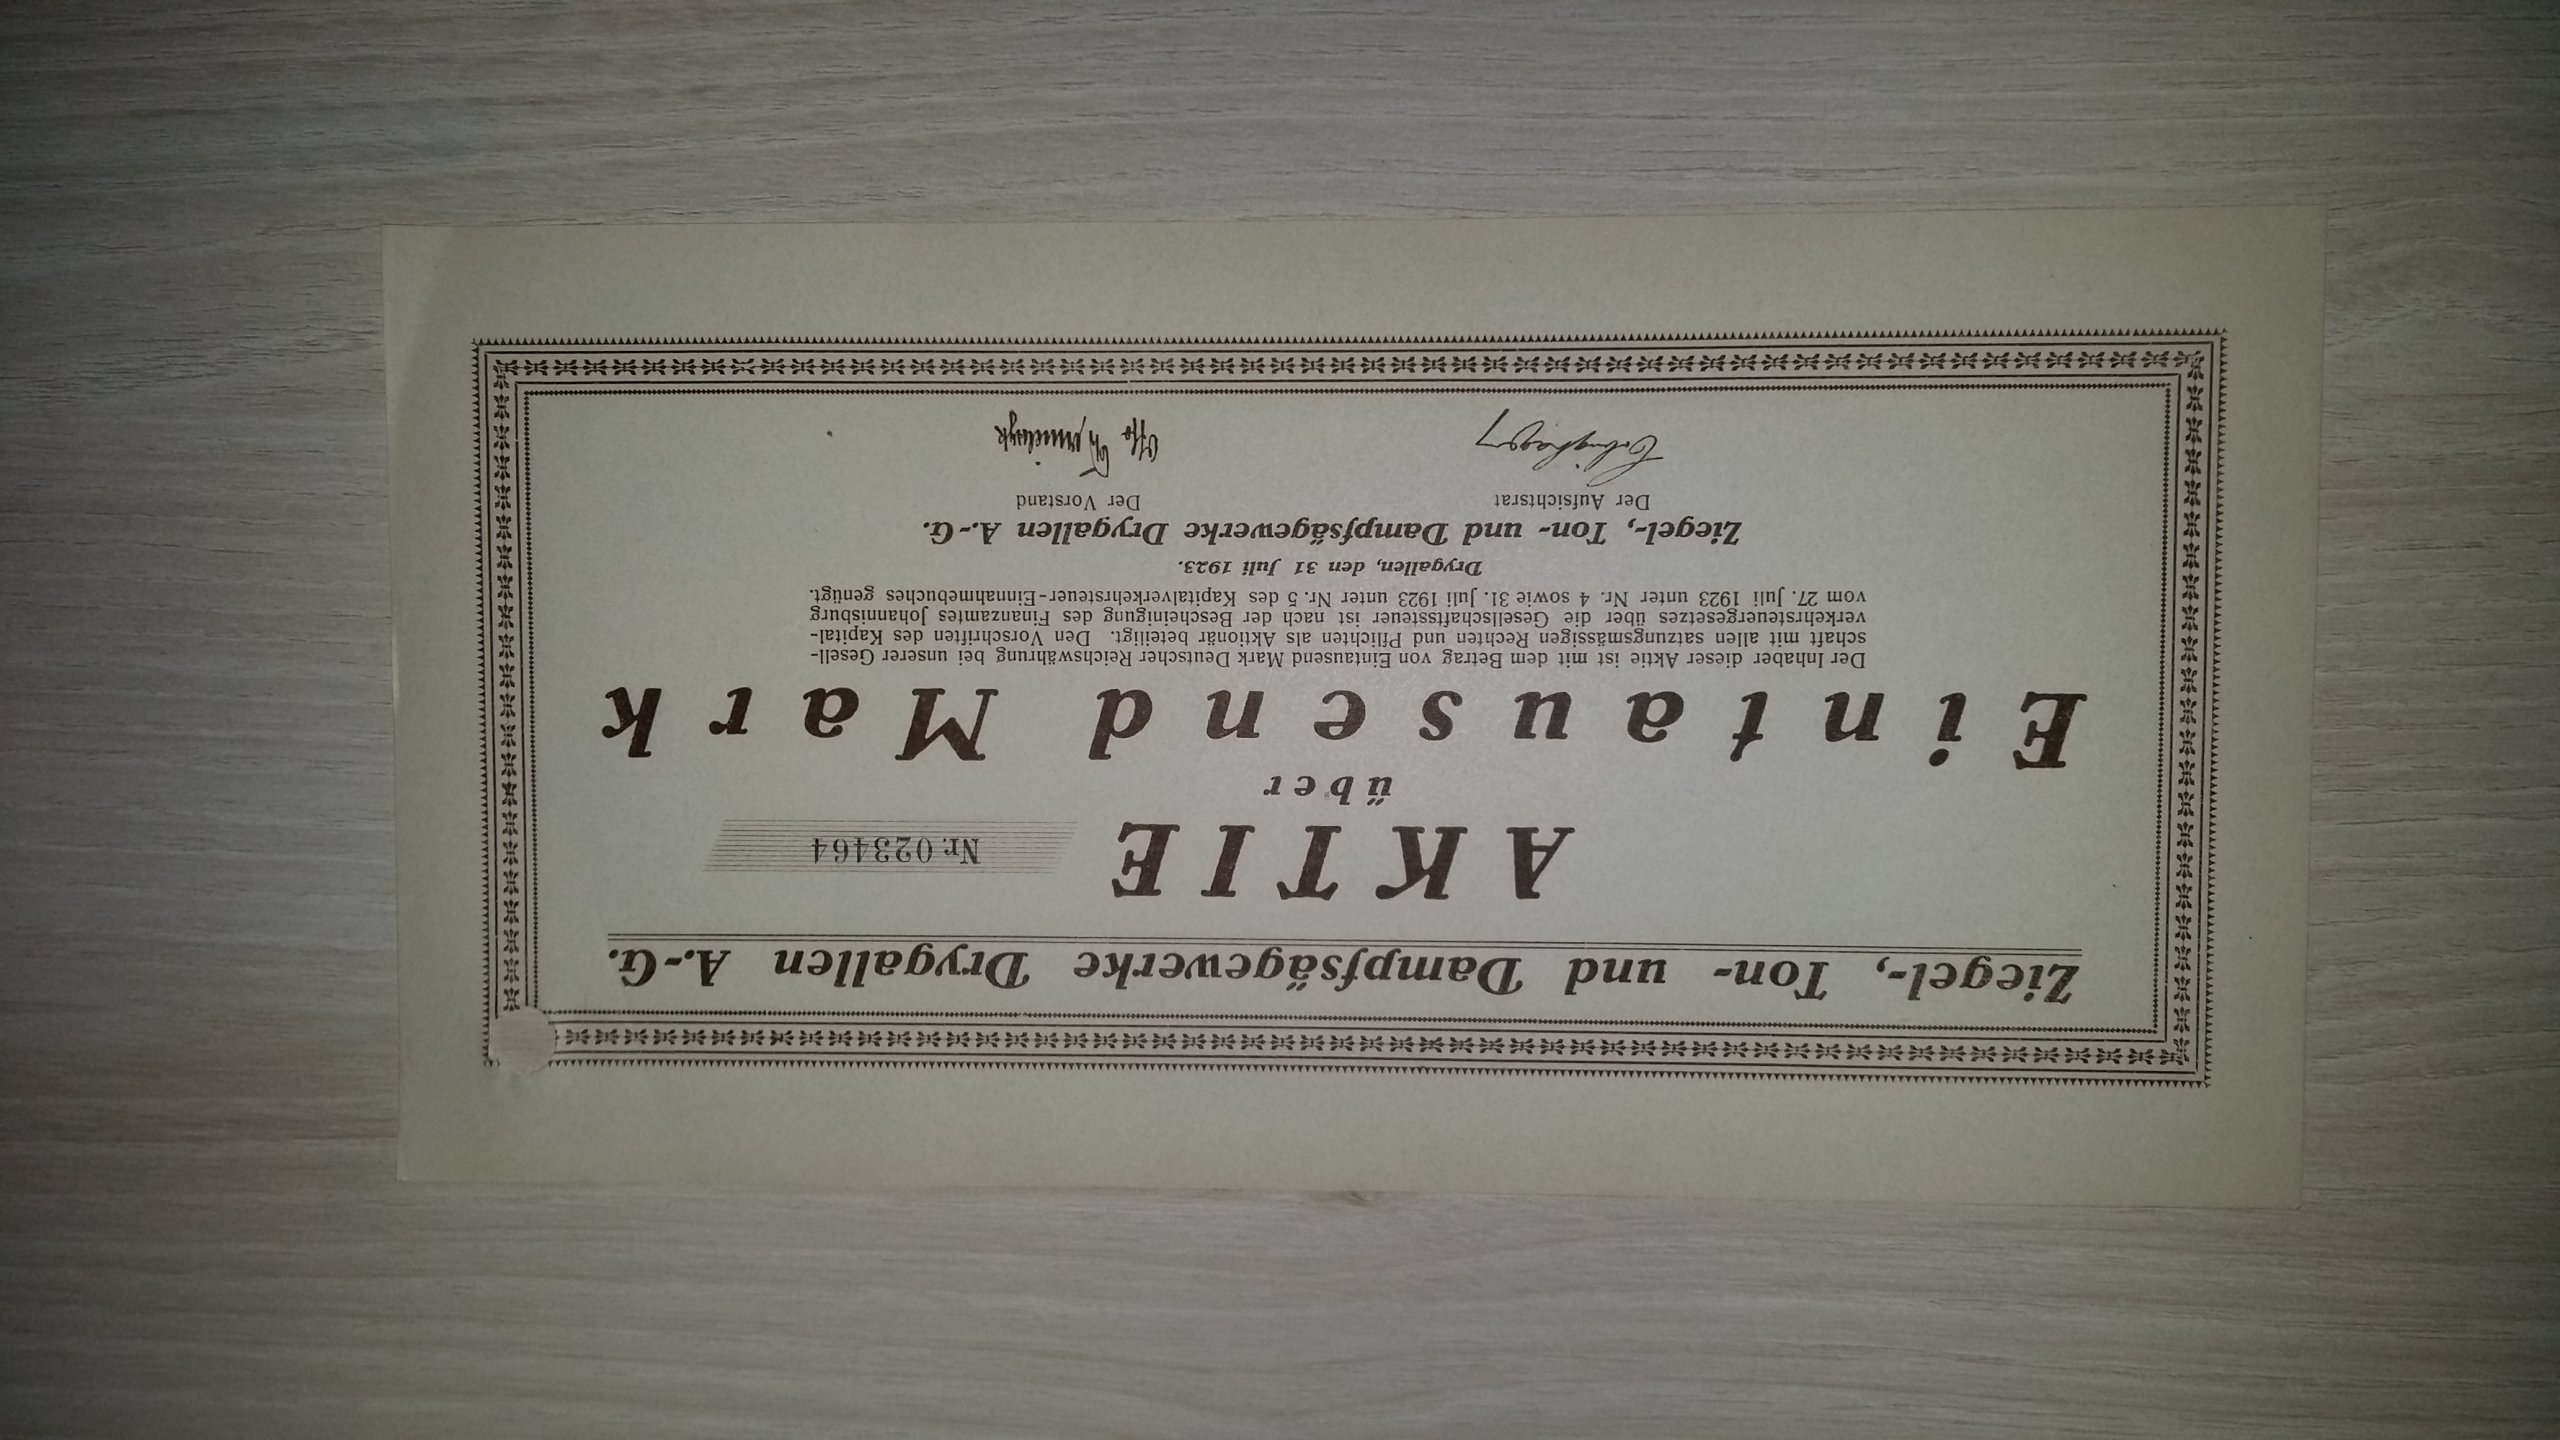 Ziegel-, Ton- und Dampfsägewerke Drygallen A.-G.
AKTIE
Nr. 023464
über
Eintausend Mark
Der Inhaber dieser Aktie ist mit dem Betrag von Eintausend Mark Deutscher Reichswährung bei unserer Gesell-
schaft mit allen satzungsmässigen Rechten und Pflichten als Aktionär beteiligt. Den Vorschriften des Kapital-
verkehrsteuergesetzes über die Gesellschaftssteuer ist nach der Bescheinigung des Finanzamtes Johannisburg
vom 27. Juli 1923 unter Nr. 4 sowie 31. Juli 1923 unter Nr. 5 des Kapitalverkehrsteuer-Einnahmebuches genügt.
Drygallen, den 31 Juli 1923.
Ziegel-, Ton- und Dampfsägewerke Drygallen A.-G.
Der Aufsichtsrat
Der Vorstand